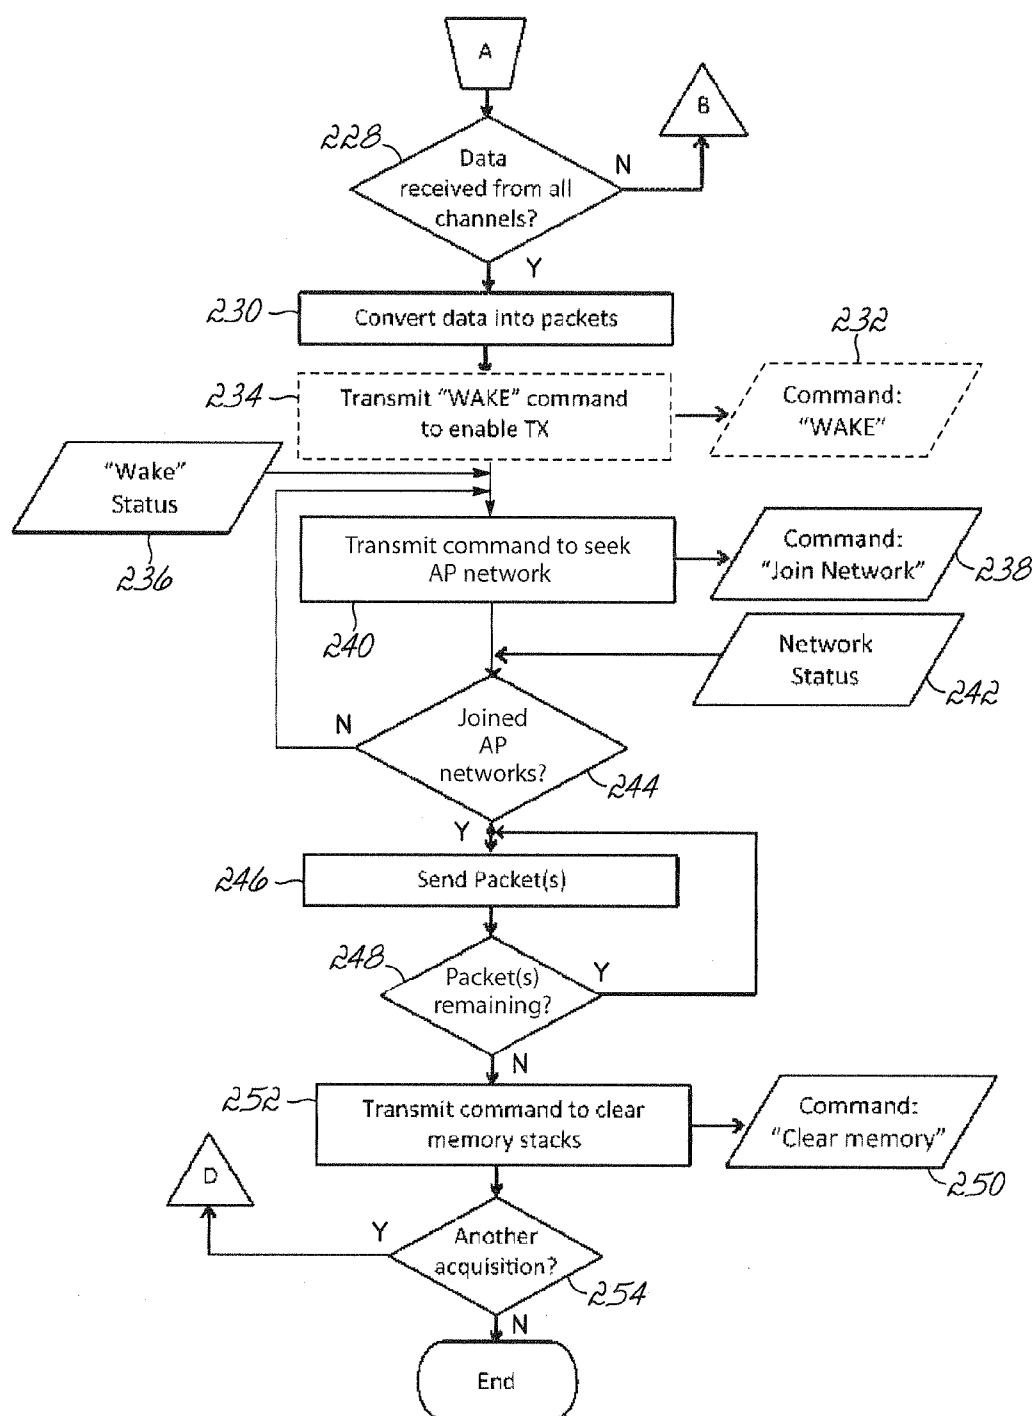 A
B
228
Data
received from all
channels?
N
Y
230
Convert data into packets
232
234
Transmit "WAKE" command
to enable TX
Command:
"WAKE"
"Wake"
Status
236
Transmit command to seek
AP network
240
Command:
"Join Network"
238
Network
Status
242
N
Joined
AP
networks?
244
Y
246
Send Packet(s)
248
Packet(s)
remaining?
Y
N
252
Transmit command to clear
memory stacks
Command:
"Clear memory"
250
D
Y
Another
acquisition?
254
N
End